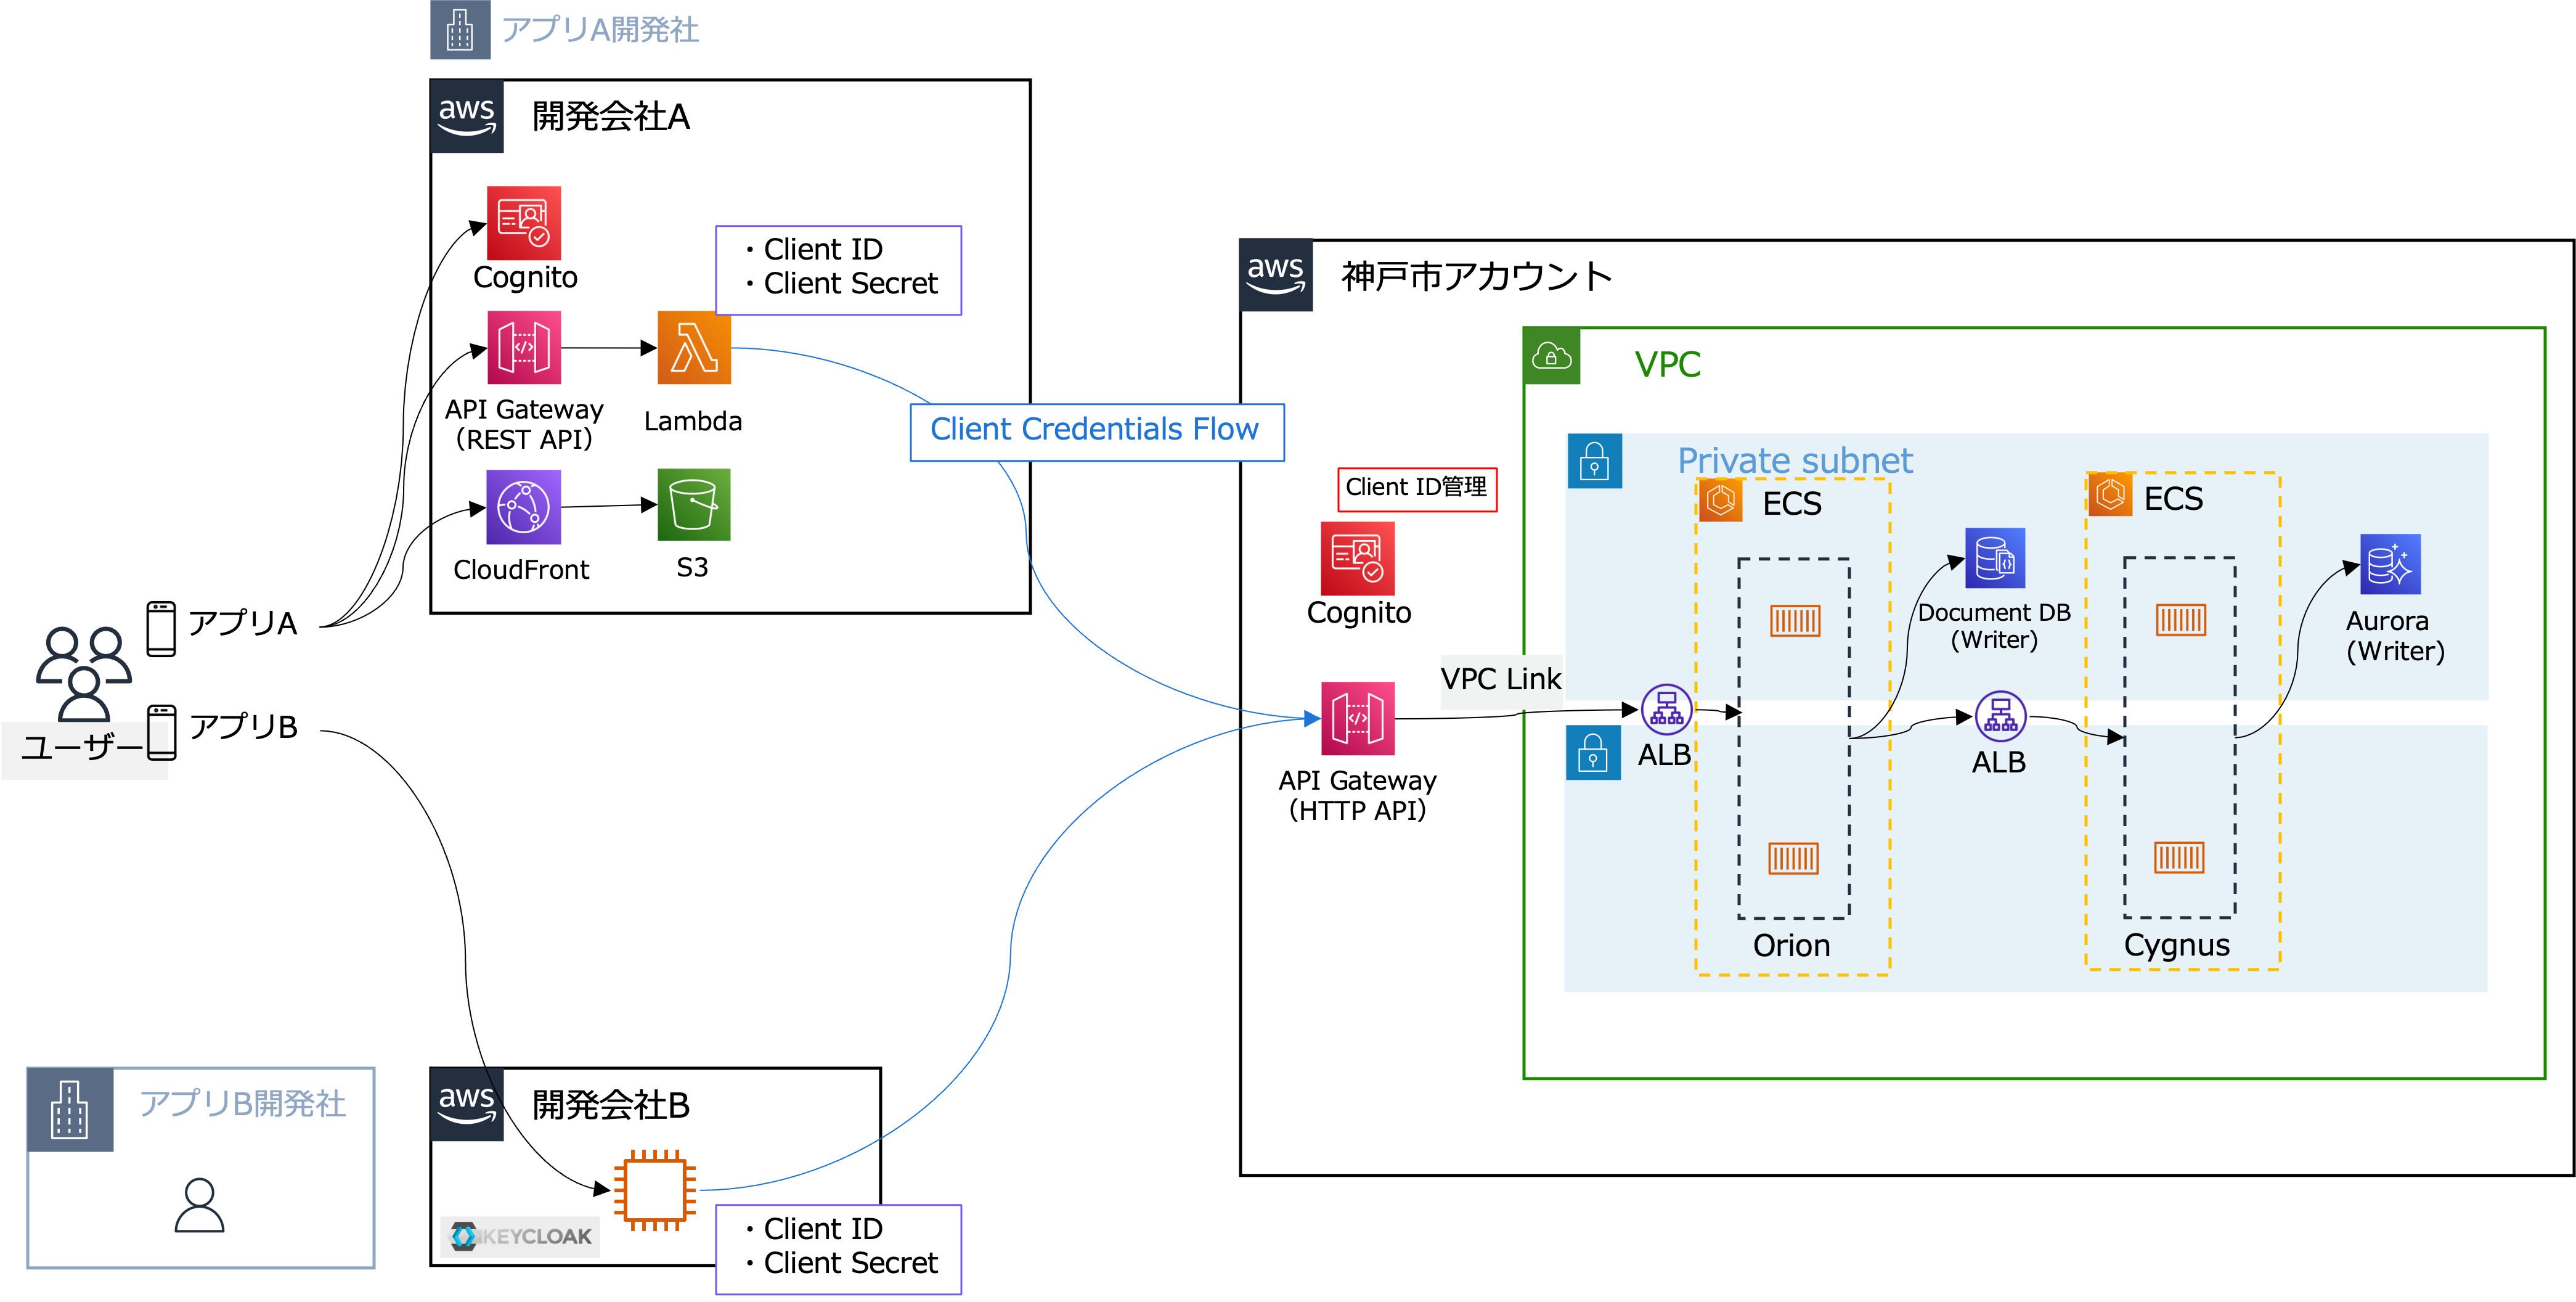 アプリA開発社
aws
開発会社A
Cognito
・Client ID
・Client Secret
API Gateway
（REST API）
Lambda
Client Credentials Flow
CloudFront
S3
アプリA
アプリB
ユーザー
アプリB開発社
aws
開発会社B
KEYCLOAK
・Client ID
・Client Secret
aws
神戸市アカウント
VPC
Private subnet
Client ID管理
Cognito
VPC Link
API Gateway
（HTTP API）
ALB
ECS
Orion
Document DB
(Writer)
ALB
ECS
Cygnus
Aurora
(Writer)